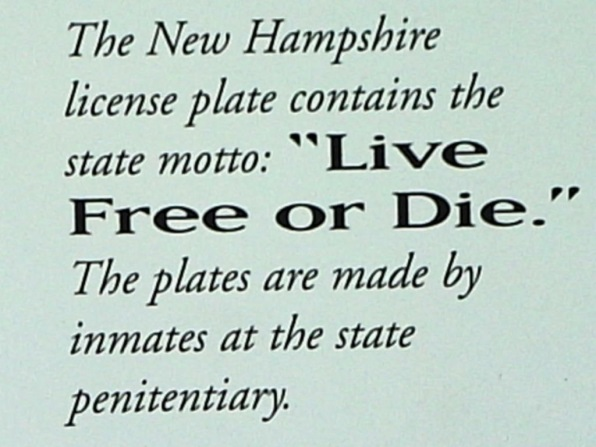 The New Hampshire
license plate contains the
state motto: "Live
Free or Die."
The plates are made by
inmates at the state
penitentiary.